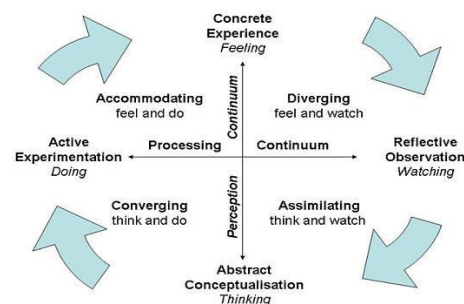 Concrete
Experience
Feeling
Continuum
Accommodating
feel and do
Diverging
feel and watch
Active
Experimentation
Doing
Processing
Continuum
Reflective
Observation
Watching
Converging
think and do
Perception
Assimilating
think and watch
Abstract
Conceptualisation
Thinking